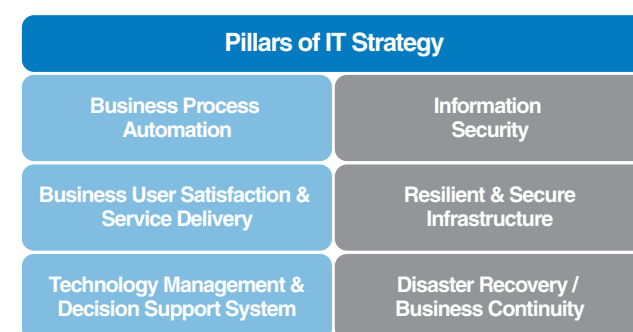 Pillars of IT Strategy
Business Process
Automation
Information
Security
Business User Satisfaction &
Service Delivery
Resilient & Secure
Infrastructure
Technology Management &
Decision Support System
Disaster Recovery /
Business Continuity